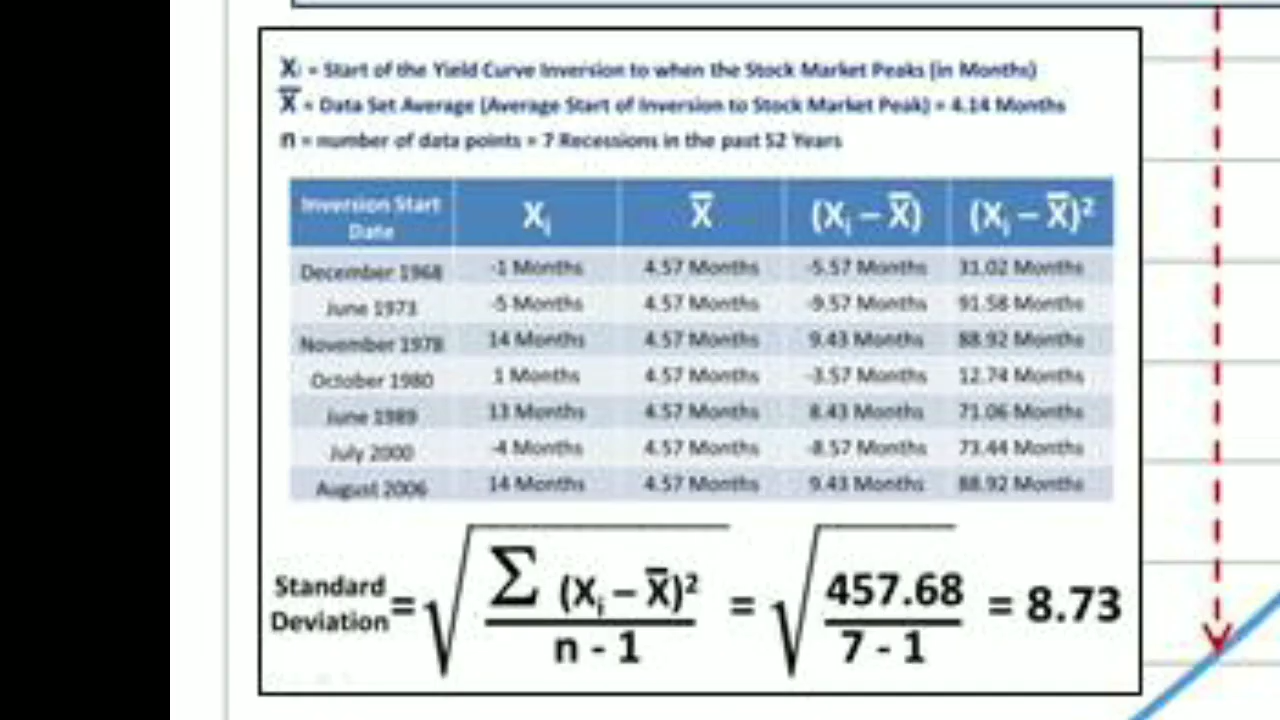 Xi = Start of the Yield Curve Inversion to when the Stock Market Peaks (in Months)
X̅ = Data Set Average (Average Start of Inversion to Stock Market Peak) = 4.14 Months
n = number of data points = 7 Recessions in the past 52 Years
Inversion Start Date Xi X̅ (Xi – X̅) (Xi – X̅)²
December 1968 -1 Months 4.57 Months -5.57 Months 31.02 Months
June 1973 -5 Months 4.57 Months -9.57 Months 91.58 Months
November 1978 14 Months 4.57 Months 9.43 Months 88.92 Months
October 1980 1 Months 4.57 Months -3.57 Months 12.74 Months
June 1989 13 Months 4.57 Months 8.43 Months 71.06 Months
July 2000 -4 Months 4.57 Months -8.57 Months 73.44 Months
August 2006 14 Months 4.57 Months 9.43 Months 88.92 Months
Standard Deviation = √ Σ (Xi – X̅)² / n - 1 = √ 457.68 / 7 - 1 = 8.73